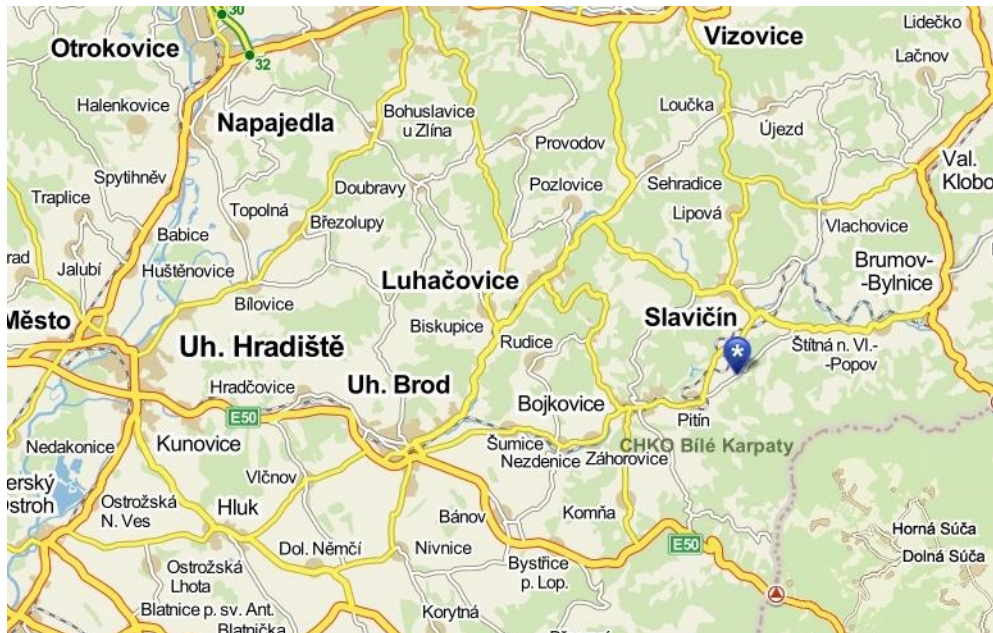 30
Otrokovice
32
Vizovice
Lidečko
Lačnov
Halenkovice
Napajedla
Bohuslavice
u Zlína
Loučka
Újezd
Provodov
Val.
Klobo
Spytihněv
Traplice
Doubravy
Pozlovice
Sehradice
Topolná
Březolupy
Lipová
Vlachovice
Babice
rad
Jalubí
Huštěnovice
Brumov-
-Bylnice
Luhačovice
Bílovice
Město
Biskupice
Rudice
Slavičín
*
Uh. Hradiště
Štítná n. Vl.-
-Popov
Uh. Brod
Hradčovice
Bojkovice
E50
Pitín
Nedakonice
Kunovice
Šumice
CHKO Bílé Karpaty
Nezdenice
Záhorovice
erský
Ostroh
Vlčnov
Ostrožská
N. Ves
Hluk
Bánov
Komňa
Horná Súča
Dol. Němčí
Nivnice
E50
Dolná Súča
Bystřice
p. Lop.
Ostrožská
Lhota
Blatnice p. sv. Ant.
Korytná
Blatnička